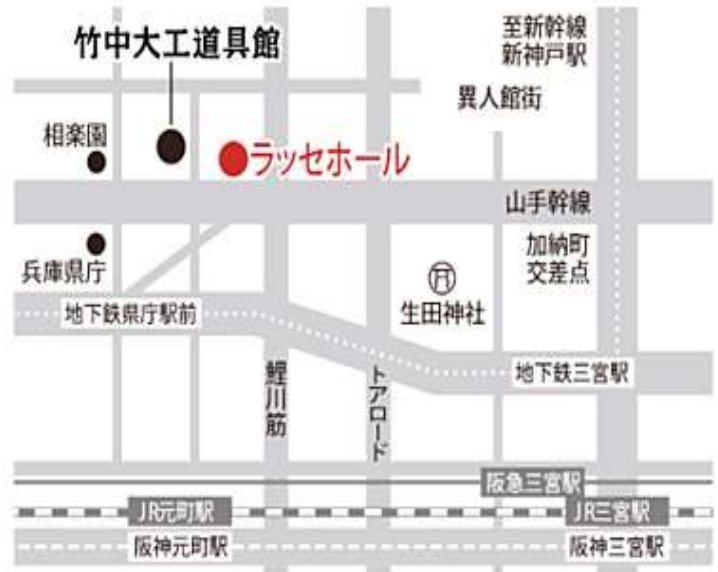 竹中大工道具館
至新幹線
新神戸駅
異人館街
相楽園
ラッセホール
山手幹線
兵庫県庁
加納町
交差点
生田神社
地下鉄県庁駅前
地下鉄三宮駅
鯉川筋
トアロード
阪急三宮駅
JR元町駅
JR三宮駅
阪神元町駅
阪神三宮駅